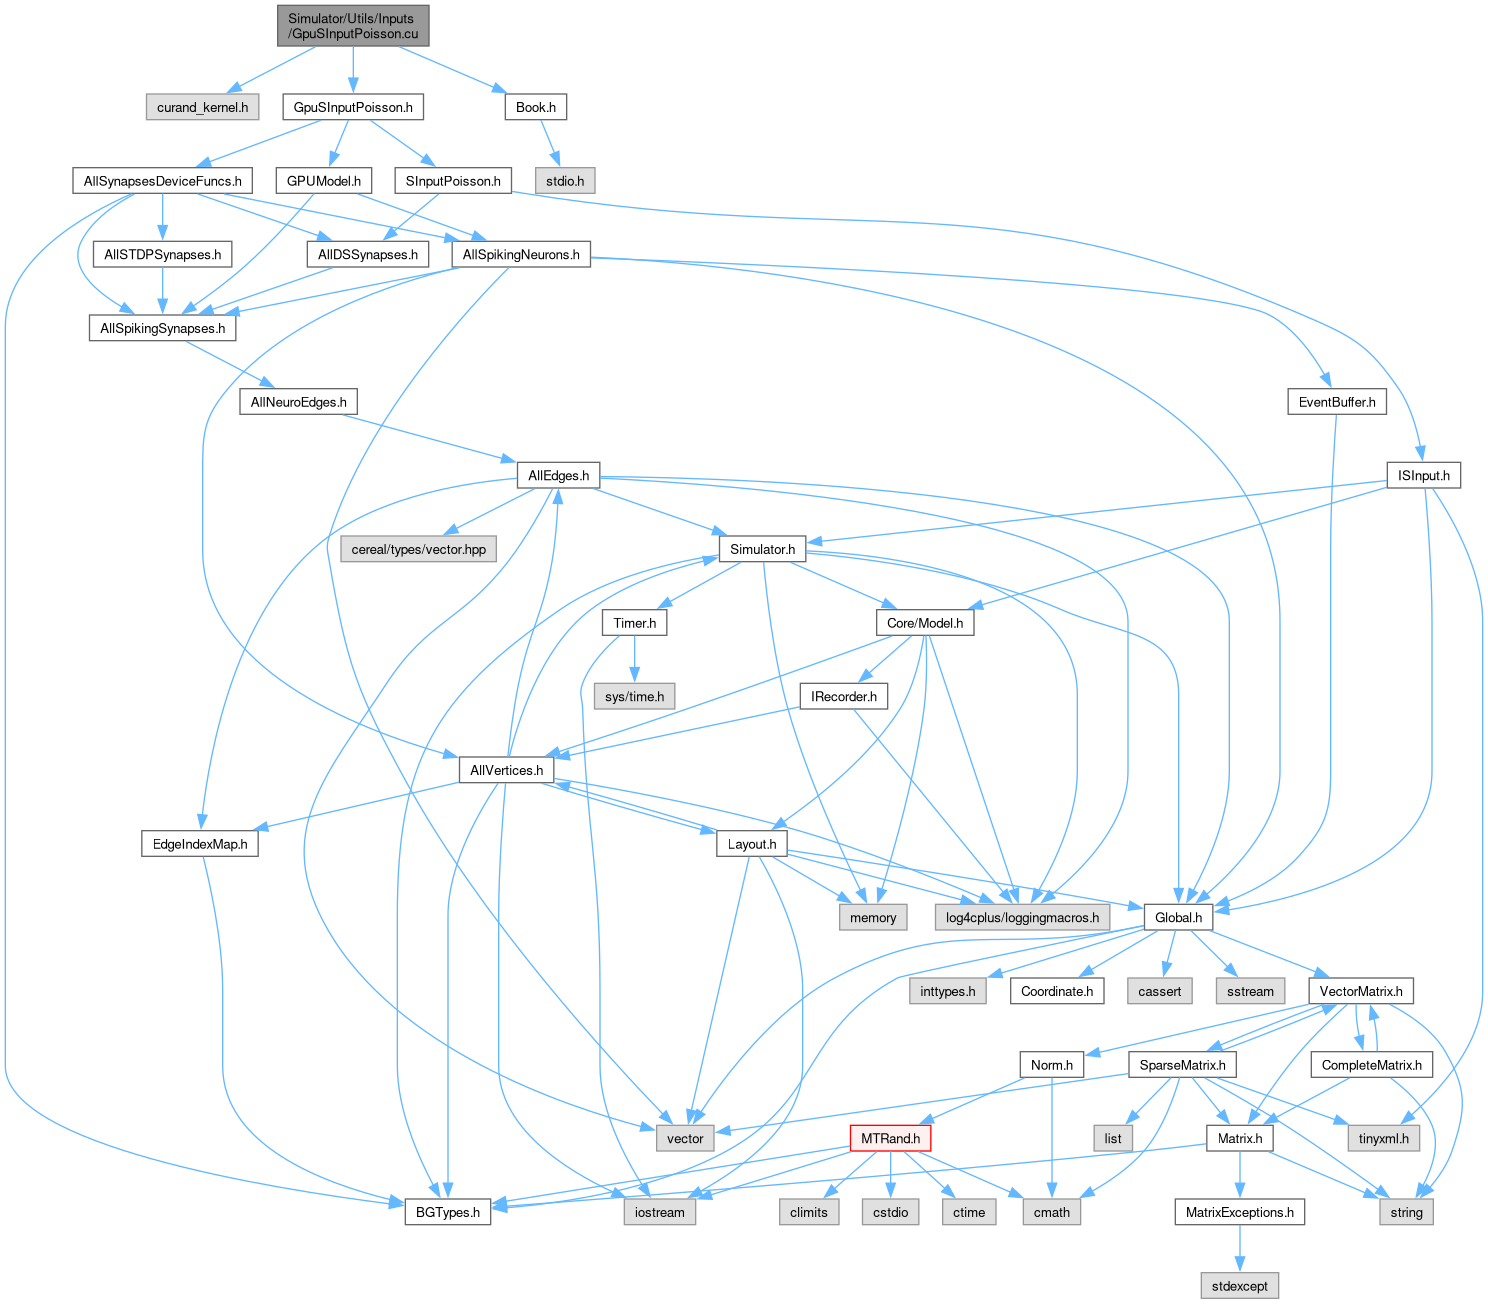 Simulator/Utils/Inputs
/GpuSInputPoisson.cu
curand_kernel.h
GpuSInputPoisson.h
Book.h
AllSynapsesDeviceFuncs.h
GPUModel.h
SInputPoisson.h
stdio.h
AllSTDPSynapses.h
AllDSSynapses.h
AllSpikingNeurons.h
AllSpikingSynapses.h
AllNeuroEdges.h
EventBuffer.h
AllEdges.h
ISInput.h
cereal/types/vector.hpp
Simulator.h
Timer.h
Core/Model.h
sys/time.h
IRecorder.h
AllVertices.h
EdgeIndexMap.h
Layout.h
memory
log4cplus/loggingmacros.h
Global.h
inttypes.h
Coordinate.h
cassert
sstream
VectorMatrix.h
Norm.h
SparseMatrix.h
CompleteMatrix.h
vector
MTRand.h
list
Matrix.h
tinyxml.h
BGTypes.h
iostream
climits
cstdio
ctime
cmath
MatrixExceptions.h
string
stdexcept